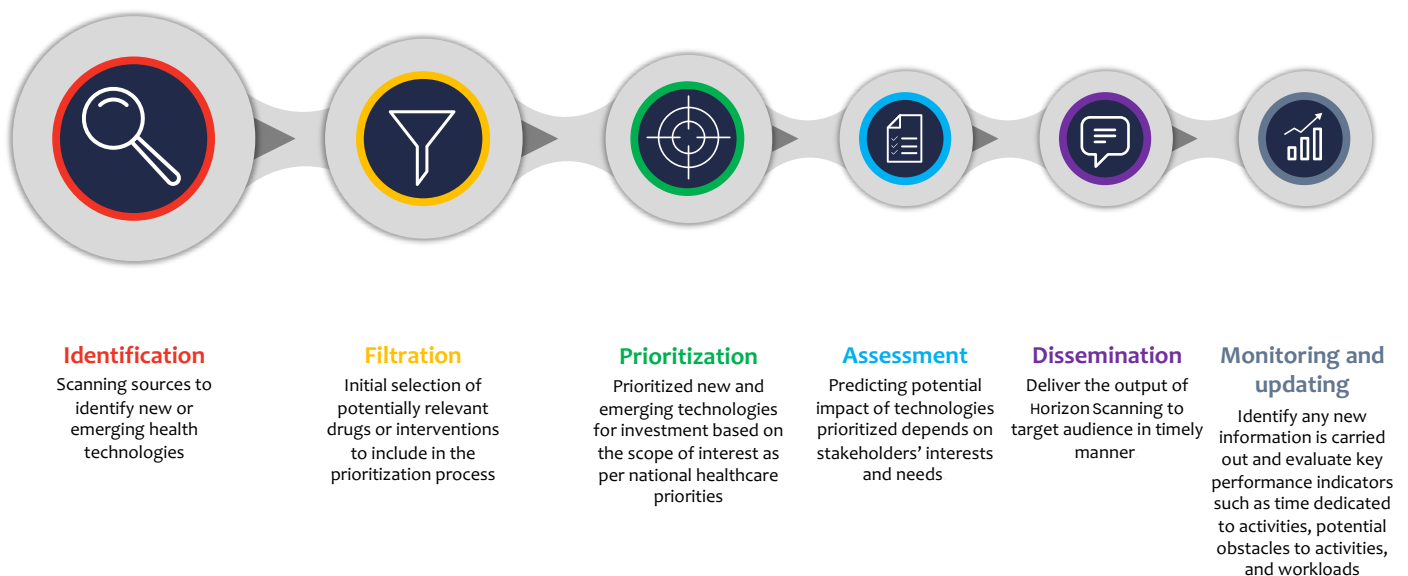 Identification
Scanning sources to
identify new or
emerging health
technologies
Filtration
Initial selection of
potentially relevant
drugs or interventions
to include in the
prioritization process
Prioritization
Prioritized new and
emerging technologies
for investment based on
the scope of interest as
per national healthcare
priorities
Assessment
Predicting potential
impact of technologies
prioritized depends on
stakeholders’ interests
and needs
Dissemination
Deliver the output of
Horizon Scanning to
target audience in timely
manner
Monitoring and
updating
Identify any new
information is carried
out and evaluate key
performance indicators
such as time dedicated
to activities, potential
obstacles to activities,
and workloads